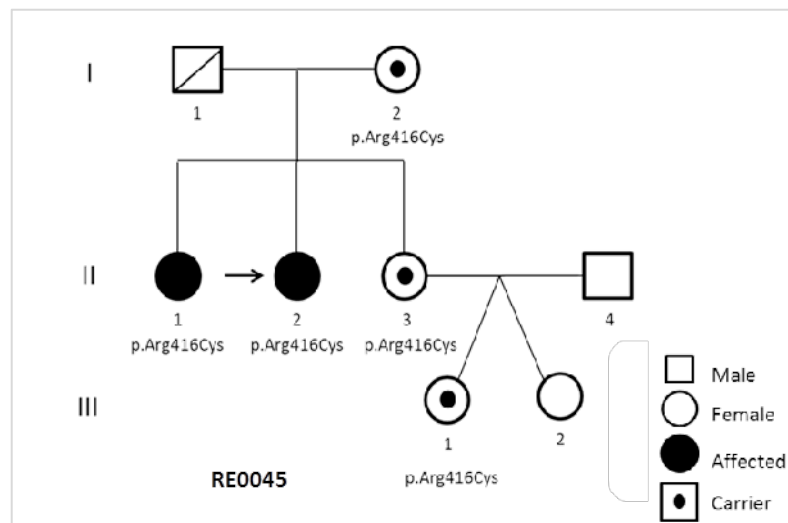 I
1
2
p.Arg416Cys
II
1
2
3
4
p.Arg416Cys
p.Arg416Cys
p.Arg416Cys
III
1
2
p.Arg416Cys
RE0045
Male
Female
Affected
Carrier